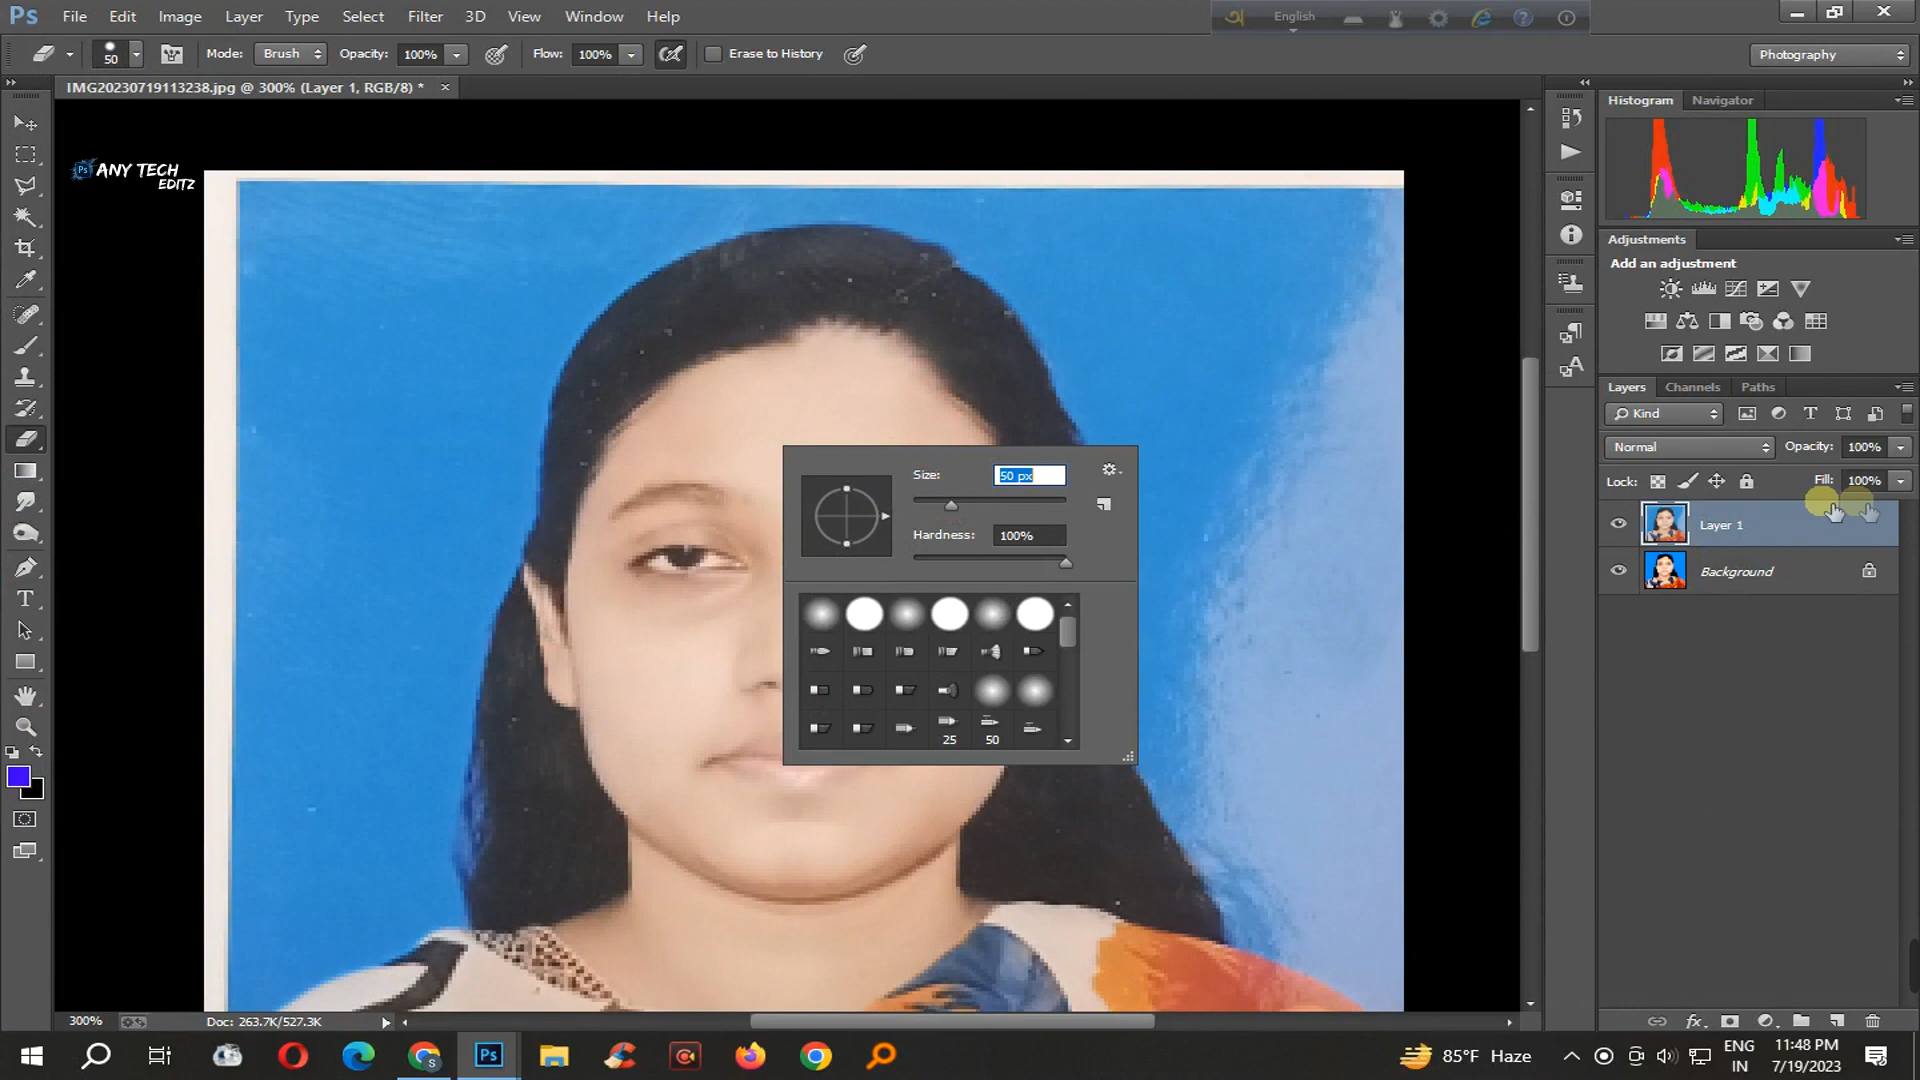 Ps File Edit Image Layer Type Select Filter 3D View Window Help
English
50 Mode: Brush Opacity: 100% Flow: 100% Erase to History Photography
IMG20230719113238.jpg @ 300% (Layer 1, RGB/8) *
Histogram Navigator
Ps ANY TECH
EDITZ
Adjustments
Add an adjustment
Layers Channels Paths
Kind
Normal Opacity: 100%
Lock: Fill: 100%
Layer 1
Background
Size: 50 px
Hardness: 100%
25 50
300% Doc: 263.7K/527.3K
85°F Haze
ENG
IN
11:48 PM
7/19/2023